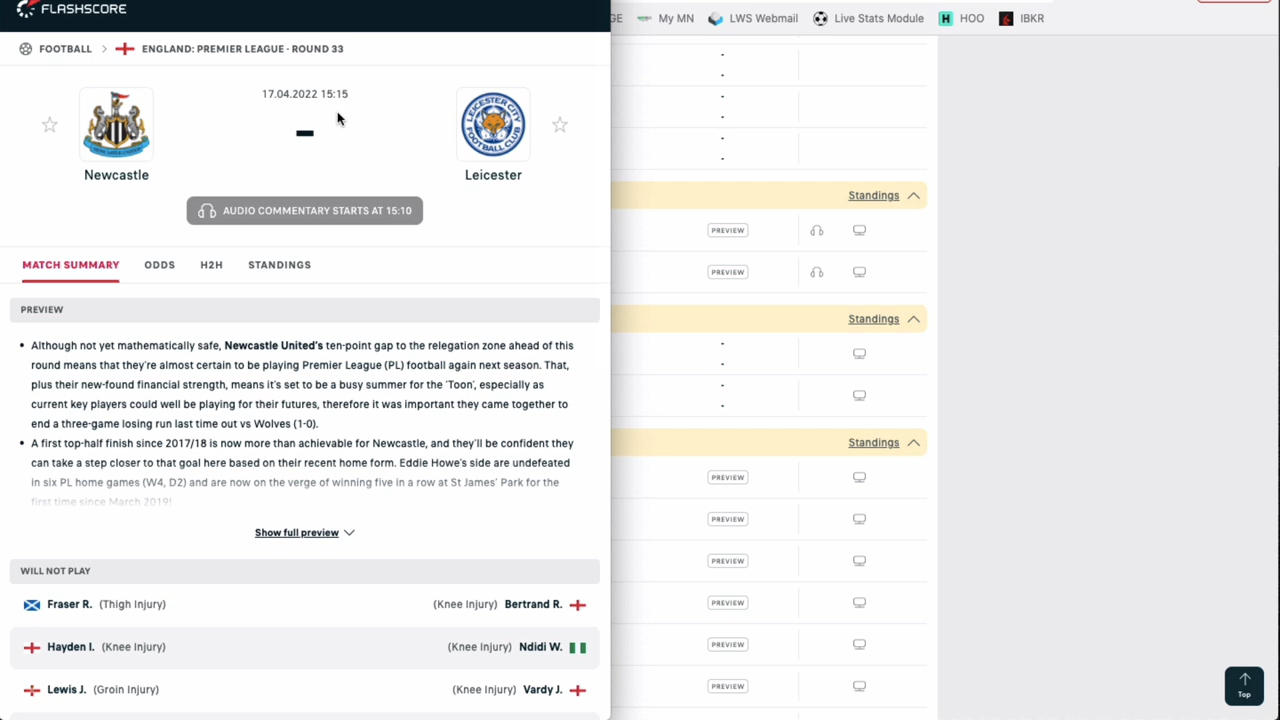 FLASHSCORE
FOOTBALL > ENGLAND: PREMIER LEAGUE - ROUND 33
17.04.2022 15:15
-
Newcastle
Leicester
AUDIO COMMENTARY STARTS AT 15:10
MATCH SUMMARY ODDS H2H STANDINGS
PREVIEW
• Although not yet mathematically safe, Newcastle United's ten-point gap to the relegation zone ahead of this
round means that they're almost certain to be playing Premier League (PL) football again next season. That,
plus their new-found financial strength, means it's set to be a busy summer for the 'Toon', especially as
current key players could well be playing for their futures, therefore it was important they came together to
end a three-game losing run last time out vs Wolves (1-0).
• A first top-half finish since 2017/18 is now more than achievable for Newcastle, and they'll be confident they
can take a step closer to that goal here based on their recent home form. Eddie Howe's side are undefeated
in six PL home games (W4, D2) and are now on the verge of winning five in a row at St James' Park for the
first time since March 2019!
Show full preview
WILL NOT PLAY
Fraser R. (Thigh Injury) (Knee Injury) Bertrand R.
Hayden I. (Knee Injury) (Knee Injury) Ndidi W.
Lewis J. (Groin Injury) (Knee Injury) Vardy J.
GE My MN LWS Webmail Live Stats Module H HOO IBKR
-
-
-
-
-
-
Standings
PREVIEW
PREVIEW
Standings
-
-
-
-
Standings
PREVIEW
PREVIEW
PREVIEW
PREVIEW
PREVIEW
PREVIEW
Top